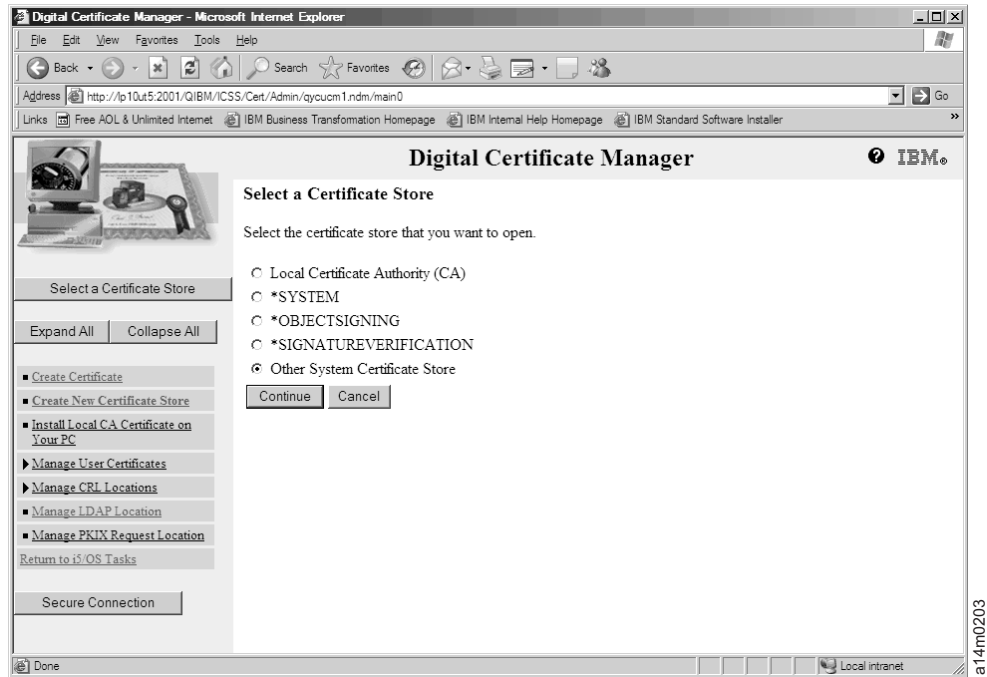 Digital Certificate Manager - Microsoft Internet Explorer
File Edit View Favorites Tools Help
Back Search Favorites
Address http://lp10ut5:2001/QIBM/ICSS/Cert/Admin/qycucm1.ndm/main0 Go
Links Free AOL & Unlimited Internet IBM Business Transformation Homepage IBM Internal Help Homepage IBM Standard Software Installer »
Digital Certificate Manager
? IBM®
Select a Certificate Store
Expand All Collapse All
Create Certificate
Create New Certificate Store
Install Local CA Certificate on
Your PC
Manage User Certificates
Manage CRL Locations
Manage LDAP Location
Manage PKIX Request Location
Return to i5/OS Tasks
Secure Connection
Select a Certificate Store
Select the certificate store that you want to open.
Local Certificate Authority (CA)
*SYSTEM
*OBJECTSIGNING
*SIGNATUREVERIFICATION
Other System Certificate Store
Continue Cancel
Done Local intranet
a14m0203